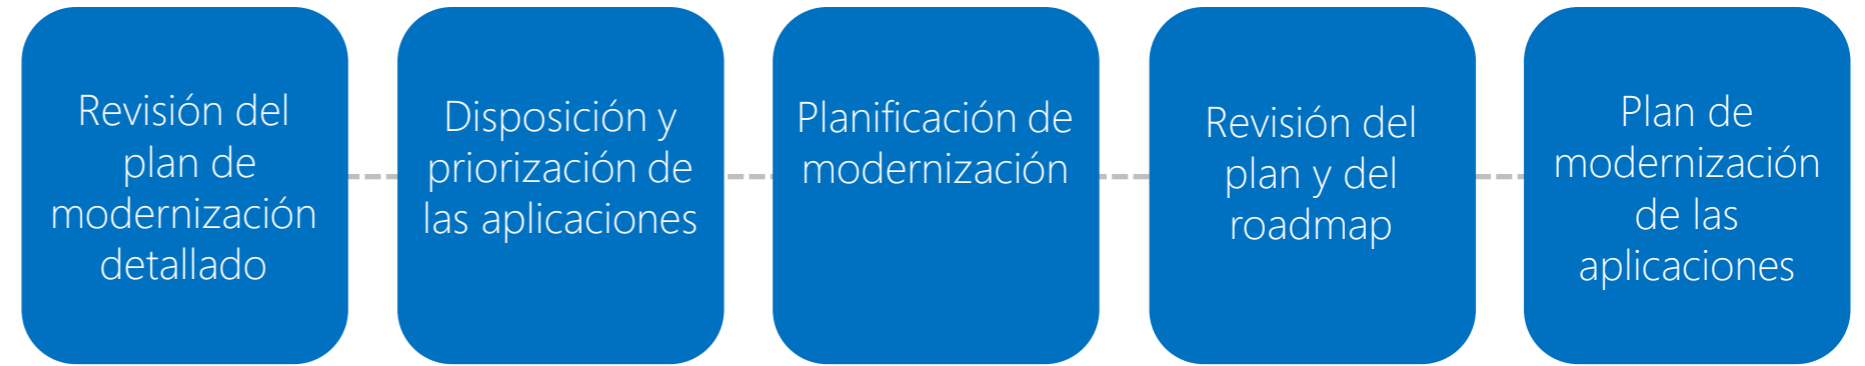 Revisión del
plan de
modernización
detallado
Disposición y
priorización de
las aplicaciones
Planificación de
modernización
Revisión del
plan y del
roadmap
Plan de
modernización
de las
aplicaciones